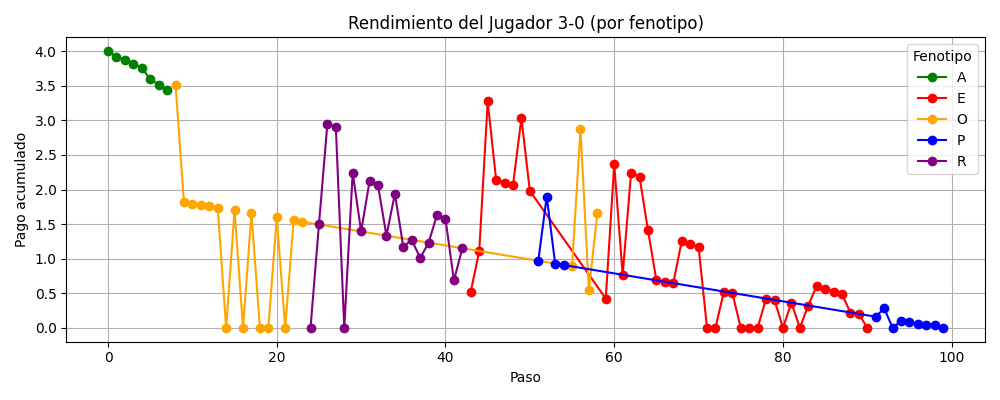 Rendimiento del Jugador 3-0 (por fenotipo)
Pago acumulado
4.0
3.5
3.0
2.5
2.0
1.5
1.0
0.5
0.0
0 20 40 60 80 100
Paso
Fenotipo
A
E
O
P
R